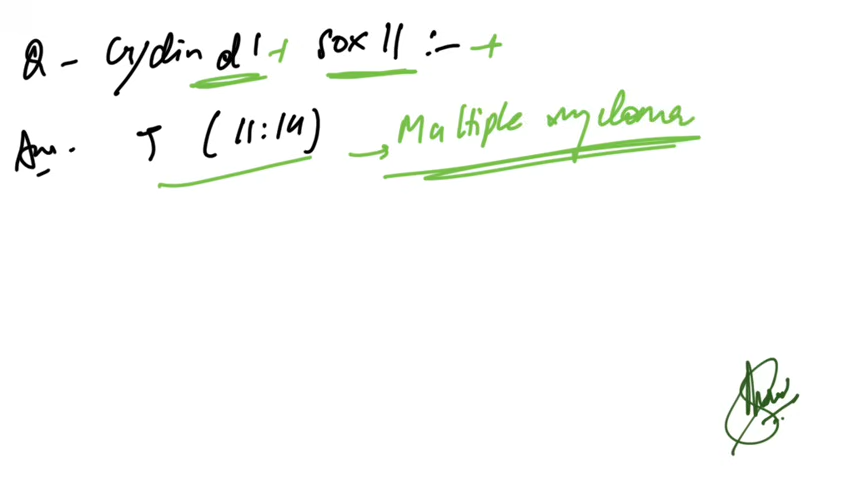 Q - Cyclin d1 + Sox 11 :- +
Ans. T (11:14) → Multiple myeloma